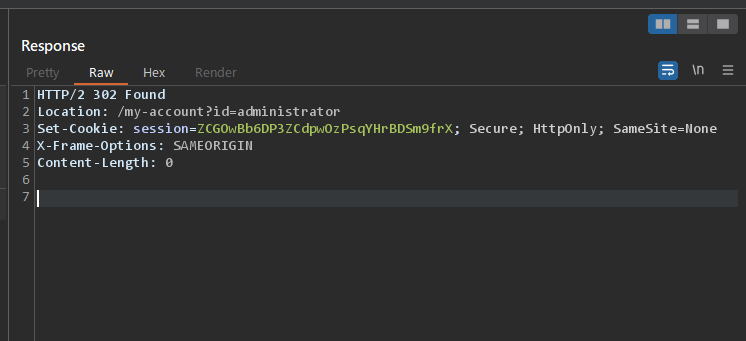 Response
Pretty Raw Hex Render \n
1 HTTP/2 302 Found
2 Location: /my-account?id=administrator
3 Set-Cookie: session=ZCGOwBb6DP3ZCdpwOzPsqYHrBDSm9frX; Secure; HttpOnly; SameSite=None
4 X-Frame-Options: SAMEORIGIN
5 Content-Length: 0
6
7